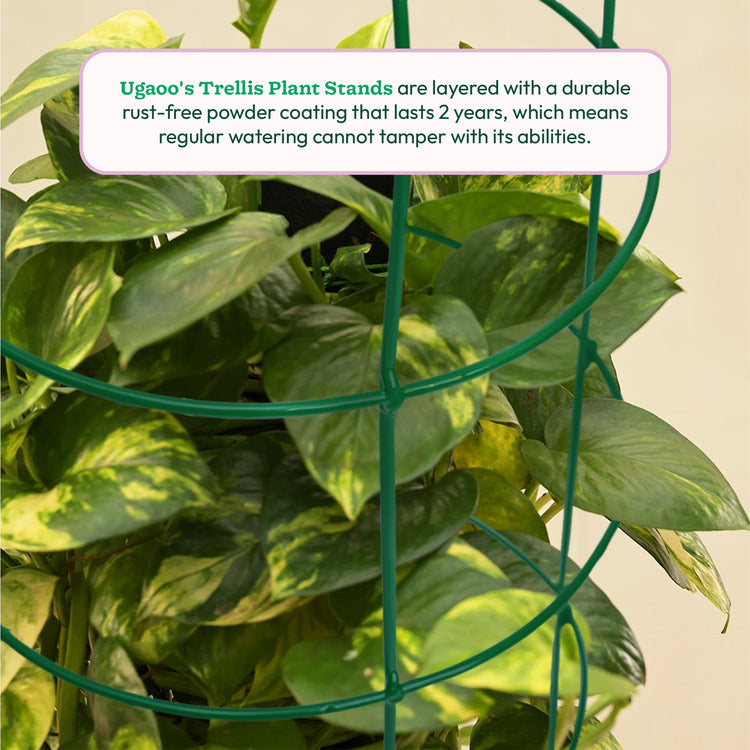 Ugaoo's Trellis Plant Stands are layered with a durable
rust-free powder coating that lasts 2 years, which means
regular watering cannot tamper with its abilities.